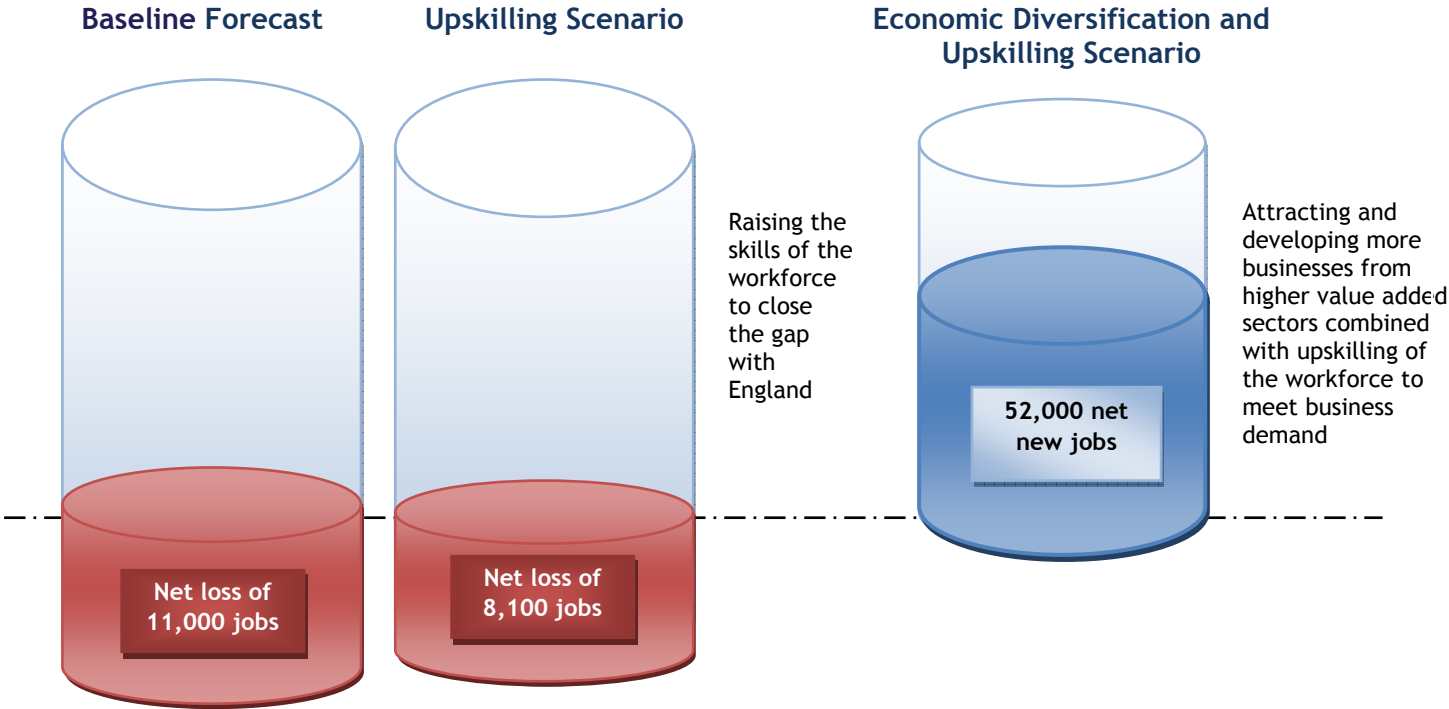 Baseline Forecast
Net loss of
11,000 jobs
Upskilling Scenario
Net loss of
8,100 jobs
Raising the
skills of the
workforce
to close
the gap
with
England
Economic Diversification and
Upskilling Scenario
52,000 net
new jobs
Attracting and
developing more
businesses from
higher value added
sectors combined
with upskilling of
the workforce to
meet business
demand